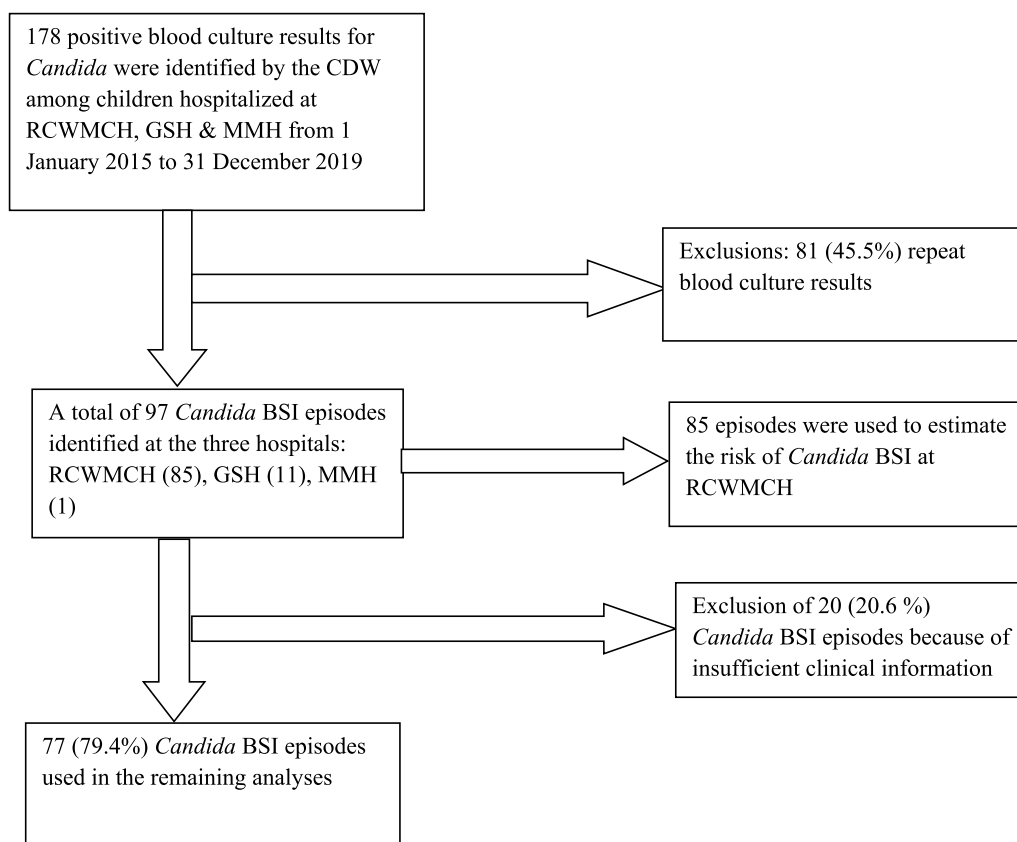 178 positive blood culture results for
Candida were identified by the CDW
among children hospitalized at
RCWMCH, GSH & MMH from 1
January 2015 to 31 December 2019
Exclusions: 81 (45.5%) repeat
blood culture results
A total of 97 Candida BSI episodes
identified at the three hospitals:
RCWMCH (85), GSH (11), MMH
(1)
85 episodes were used to estimate
the risk of Candida BSI at
RCWMCH
Exclusion of 20 (20.6 %)
Candida BSI episodes because of
insufficient clinical information
77 (79.4%) Candida BSI episodes
used in the remaining analyses